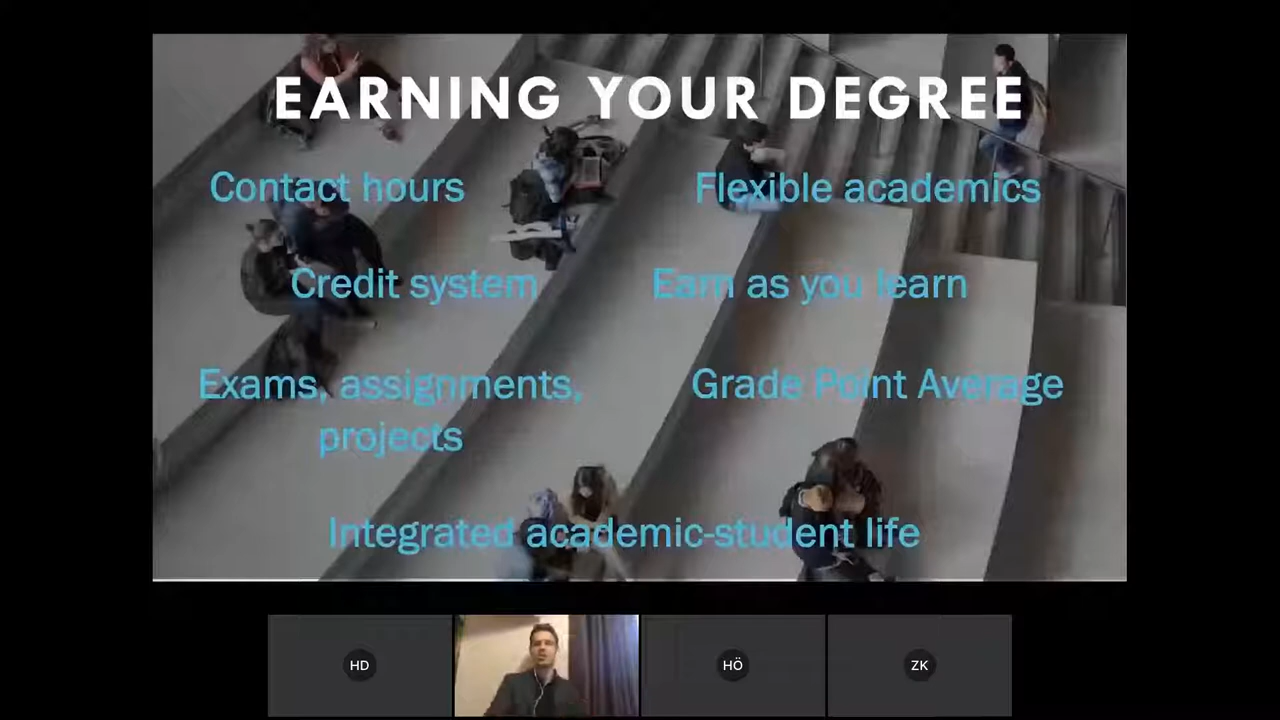 EARNING YOUR DEGREE
Contact hours
Flexible academics
Credit system
Earn as you learn
Exams, assignments,
projects
Grade Point Average
Integrated academic-student life
HD
HÖ
ZK